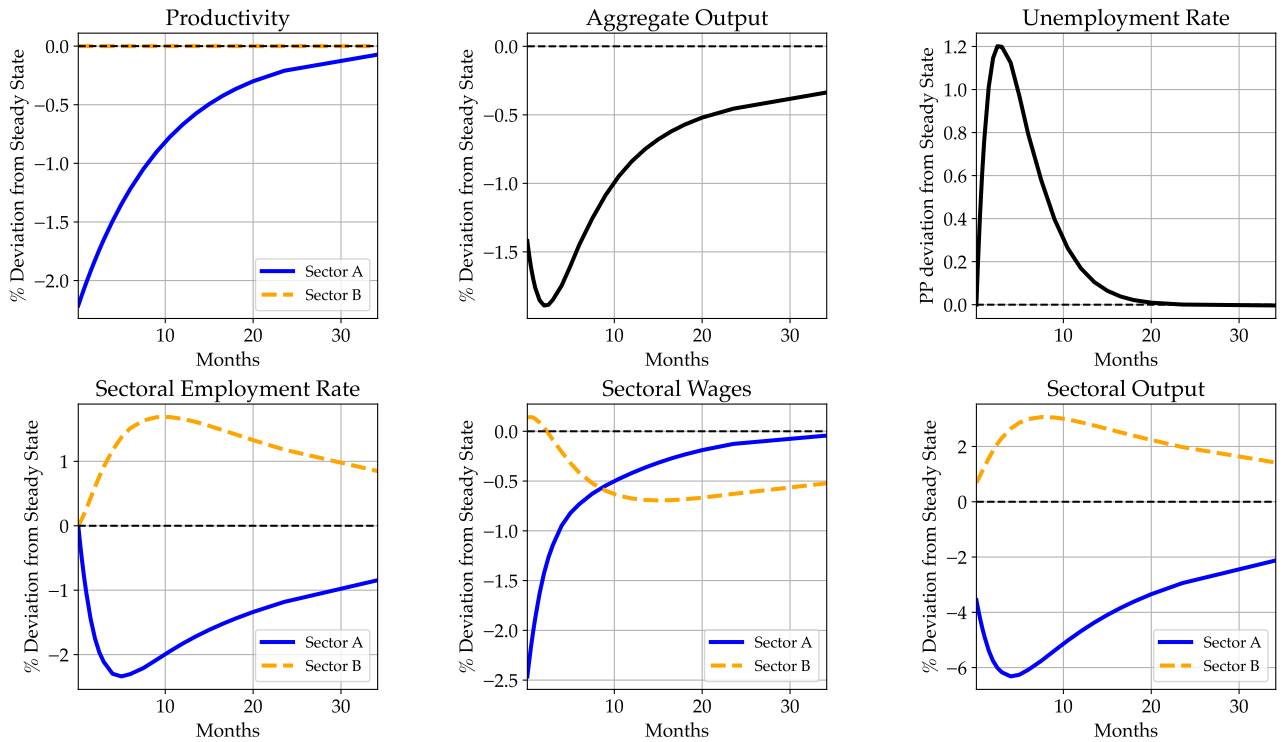 Productivity
% Deviation from Steady State
0.0
−0.5
−1.0
−1.5
−2.0
10
20
30
Months
Sector A
Sector B
Aggregate Output
% Deviation from Steady State
0.0
−0.5
−1.0
−1.5
10
20
30
Months
Unemployment Rate
PP deviation from Steady State
1.2
1.0
0.8
0.6
0.4
0.2
0.0
10
20
30
Months
Sectoral Employment Rate
% Deviation from Steady State
1
0
−1
−2
10
20
30
Months
Sector A
Sector B
Sectoral Wages
% Deviation from Steady State
0.0
−0.5
−1.0
−1.5
−2.0
−2.5
10
20
30
Months
Sector A
Sector B
Sectoral Output
% Deviation from Steady State
2
0
−2
−4
−6
10
20
30
Months
Sector A
Sector B